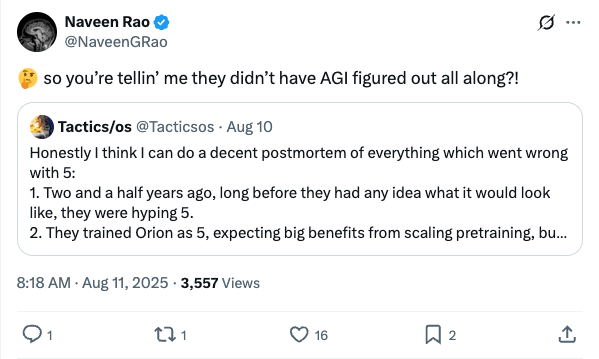 Naveen Rao
@NaveenGRao
🤔 so you're tellin' me they didn't have AGI figured out all along?!
Tactics/os @Tacticsos · Aug 10
Honestly I think I can do a decent postmortem of everything which went wrong
with 5:
1. Two and a half years ago, long before they had any idea what it would look
like, they were hyping 5.
2. They trained Orion as 5, expecting big benefits from scaling pretraining, bu...
8:18 AM · Aug 11, 2025 · 3,557 Views
1 1 16 2